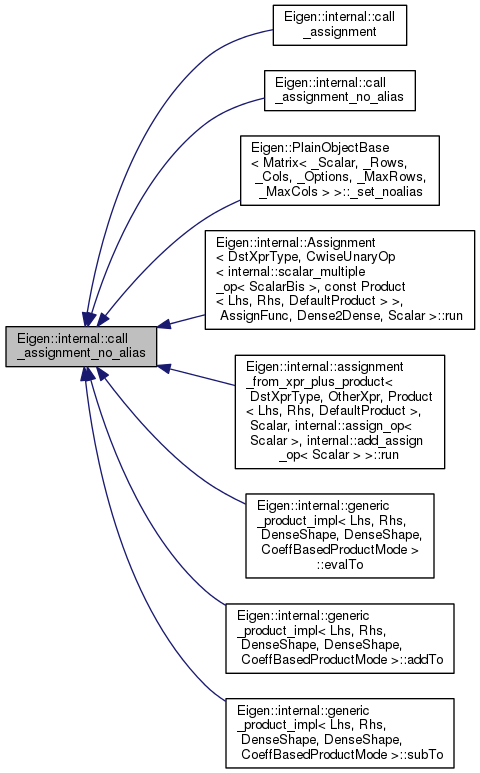 Eigen::internal::call
_assignment
Eigen::internal::call
_assignment_no_alias
Eigen::PlainObjectBase
< Matrix< _Scalar, _Rows,
_Cols, _Options, _MaxRows,
_MaxCols > >::_set_noalias
Eigen::internal::Assignment
< DstXprType, CwiseUnaryOp
< internal::scalar_multiple
_op< ScalarBis >, const Product
< Lhs, Rhs, DefaultProduct > >,
AssignFunc, Dense2Dense, Scalar >::run
Eigen::internal::call
_assignment_no_alias
Eigen::internal::assignment
_from_xpr_plus_product<
DstXprType, OtherXpr, Product
< Lhs, Rhs, DefaultProduct >,
Scalar, internal::assign_op<
Scalar >, internal::add_assign
_op< Scalar > >::run
Eigen::internal::generic
_product_impl< Lhs, Rhs,
DenseShape, DenseShape,
CoeffBasedProductMode >
::evalTo
Eigen::internal::generic
_product_impl< Lhs, Rhs,
DenseShape, DenseShape,
CoeffBasedProductMode >::addTo
Eigen::internal::generic
_product_impl< Lhs, Rhs,
DenseShape, DenseShape,
CoeffBasedProductMode >::subTo